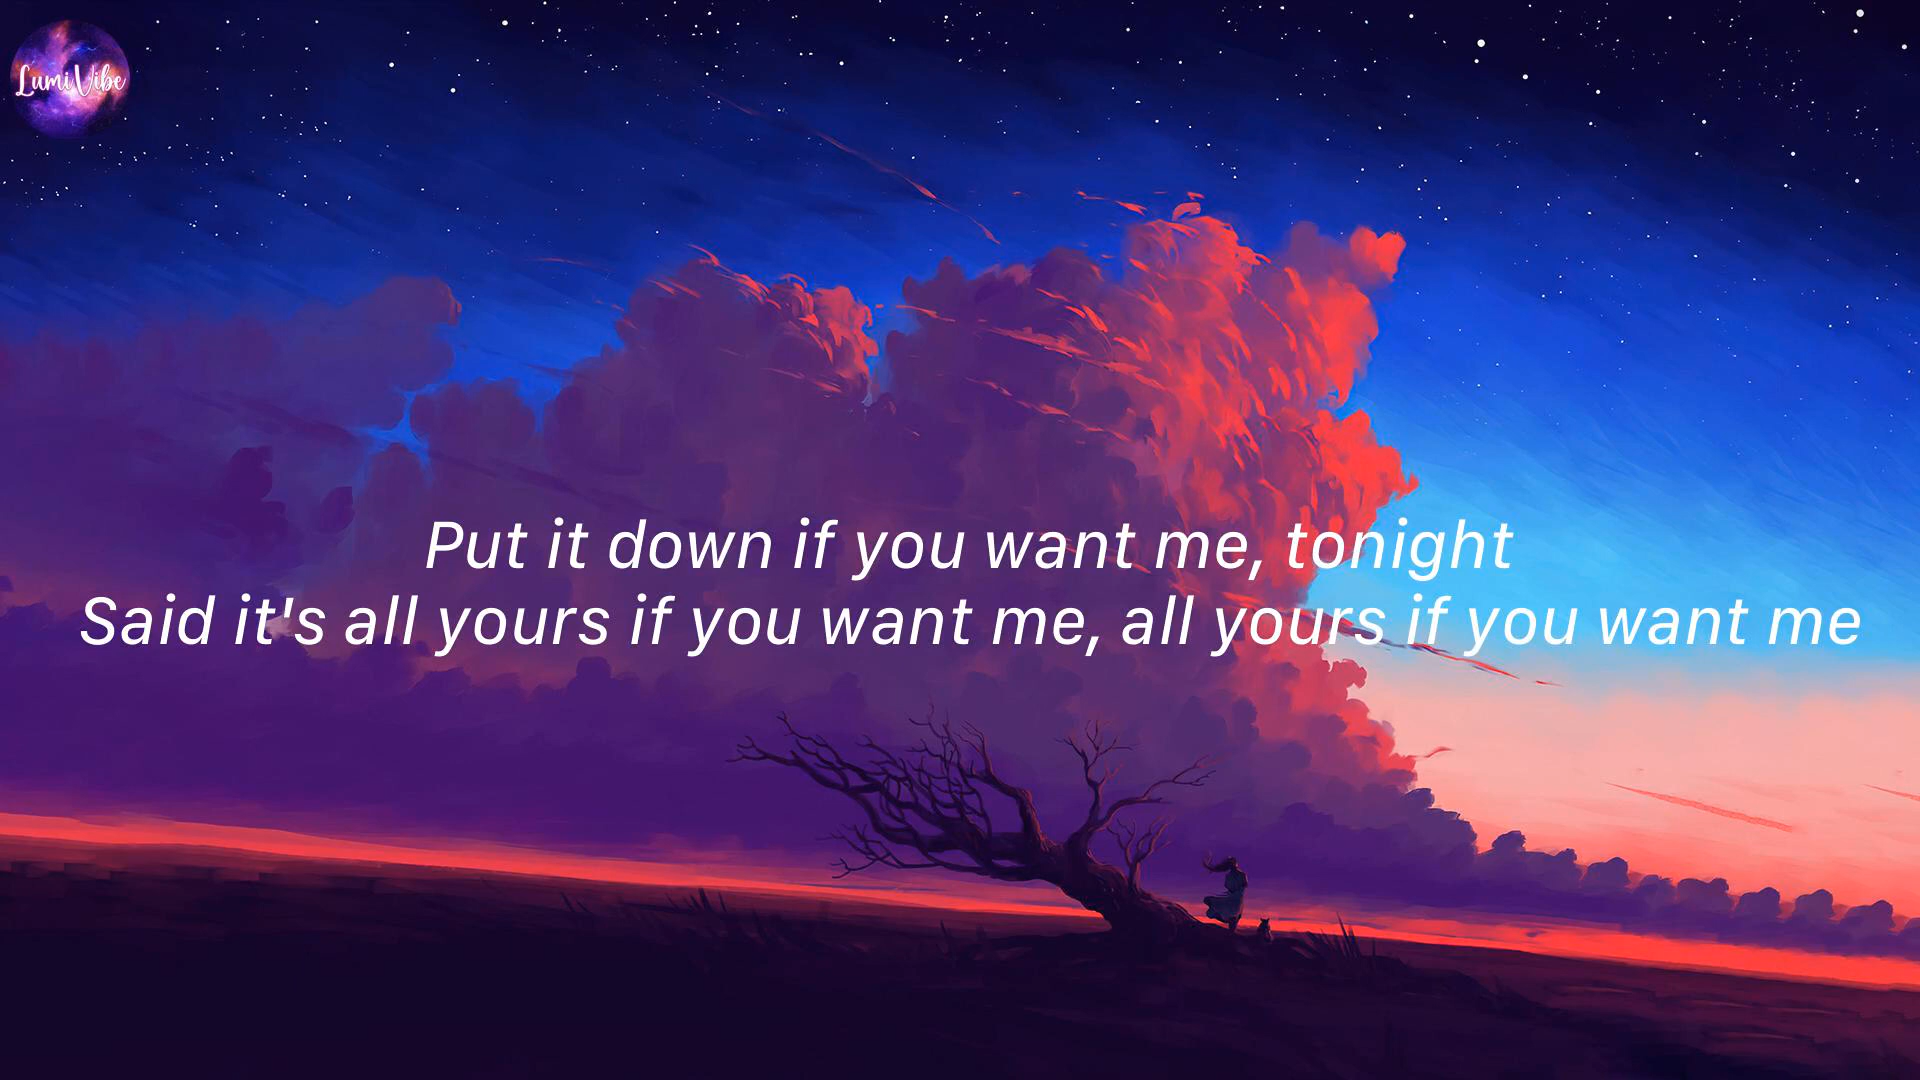 LumiVibe
Put it down if you want me, tonight
Said it's all yours if you want me, all yours if you want me